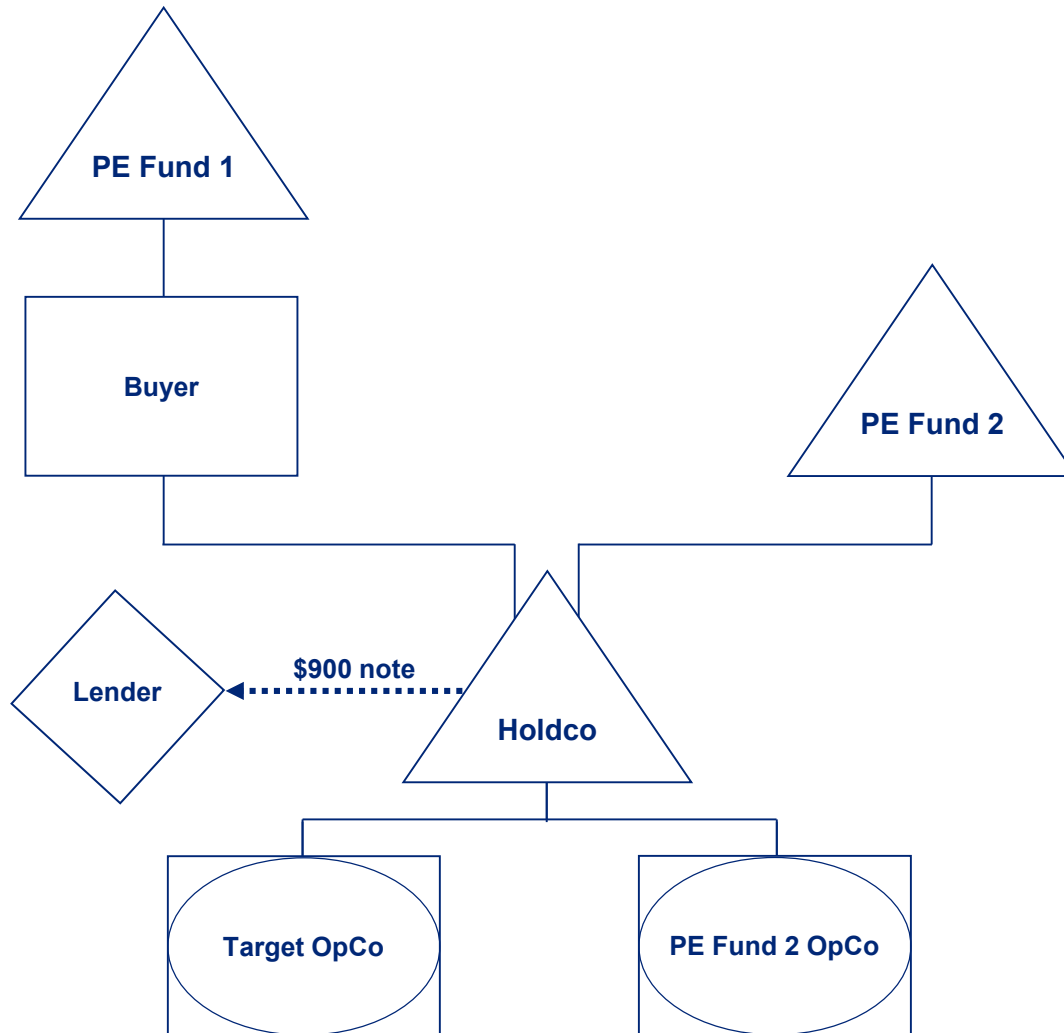 PE Fund 1
Buyer
PE Fund 2
$900 note
Lender
Holdco
Target OpCo
PE Fund 2 OpCo